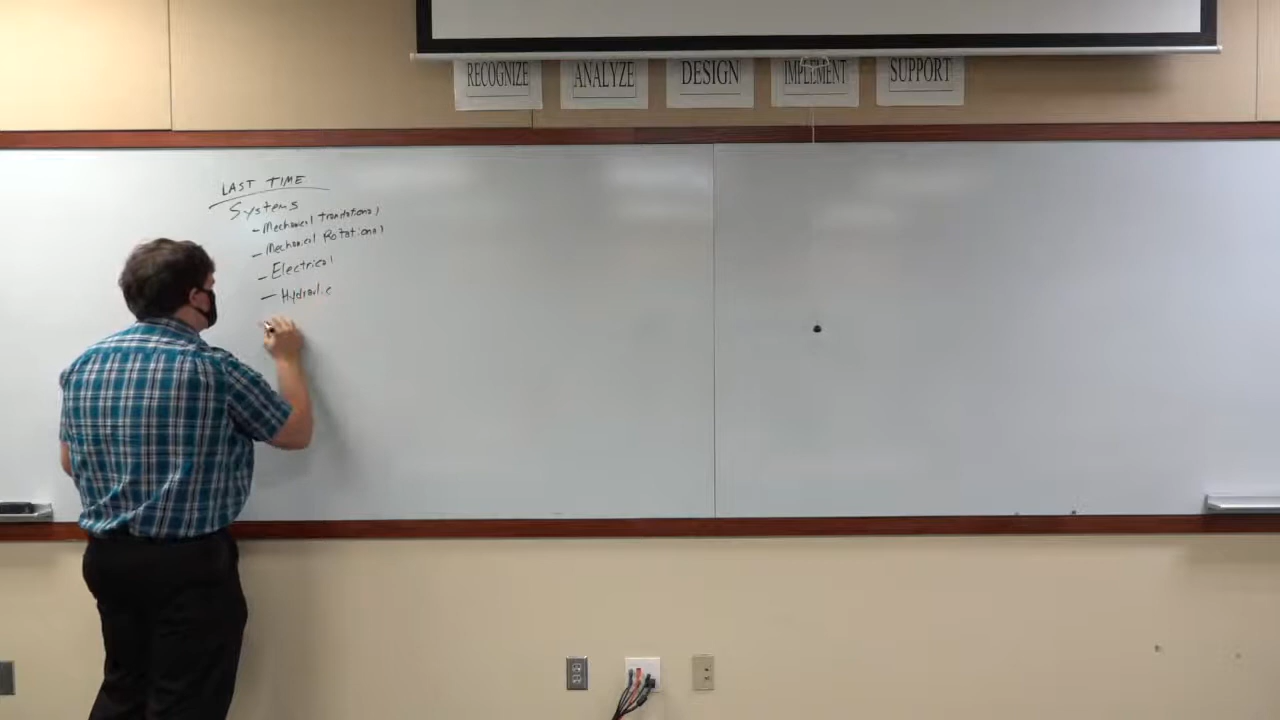 RECOGNIZE
ANALYZE
DESIGN
IMPLEMENT
SUPPORT
LAST TIME
Systems
- Mechanical Translational
- Mechanical Rotational
- Electrical
- Hydraulic